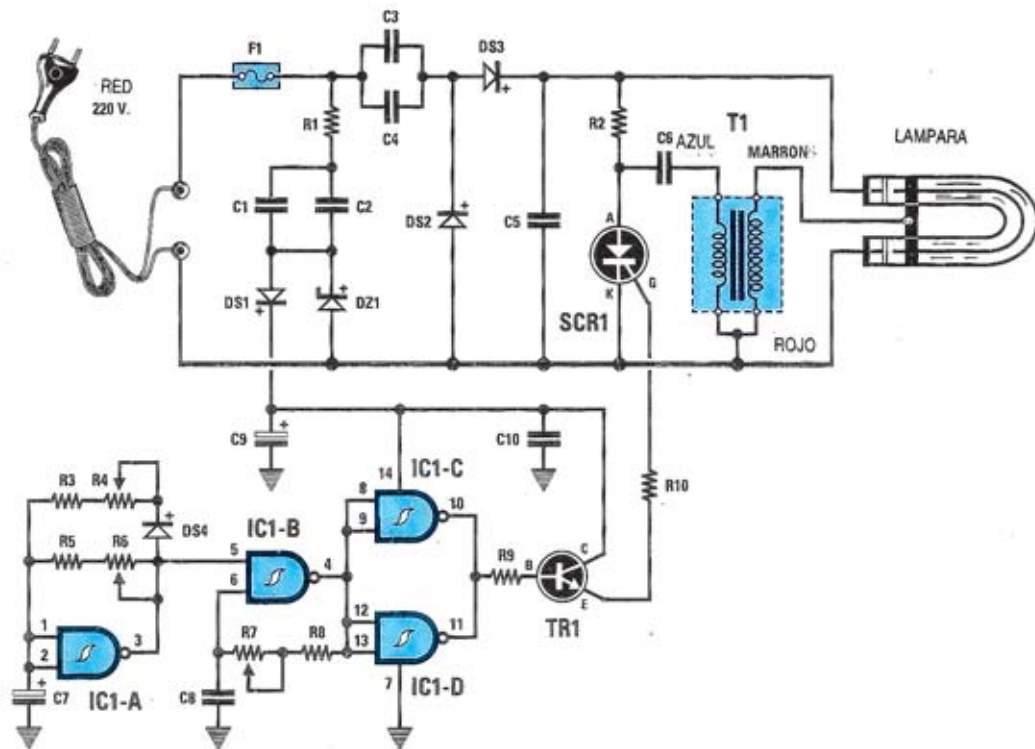 C3
F1
DS3
RED
220 V.
R1
C4
R2
T1
C6
AZUL
MARRON
LAMPARA
C1
C2
DS2
C5
A
G
K
DS1
DZ1
SCR1
ROJO
C9
C10
14
IC1-C
R3
R4
8
10
R10
9
DS4
IC1-B
R5
R6
5
4
R9
B
C
6
E
12
11
TR1
1
3
R7
R8
13
2
7
IC1-D
C7
IC1-A
C8
+
+
+
+
+
+
+